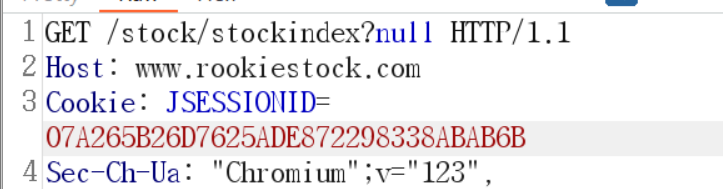 1 GET /stock/stockindex?null HTTP/1.1
2 Host: www.rookiestock.com
3 Cookie: JSESSIONID=
07A265B26D7625ADE872298338ABAB6B
4 Sec-Ch-Ua: "Chromium";v="123",